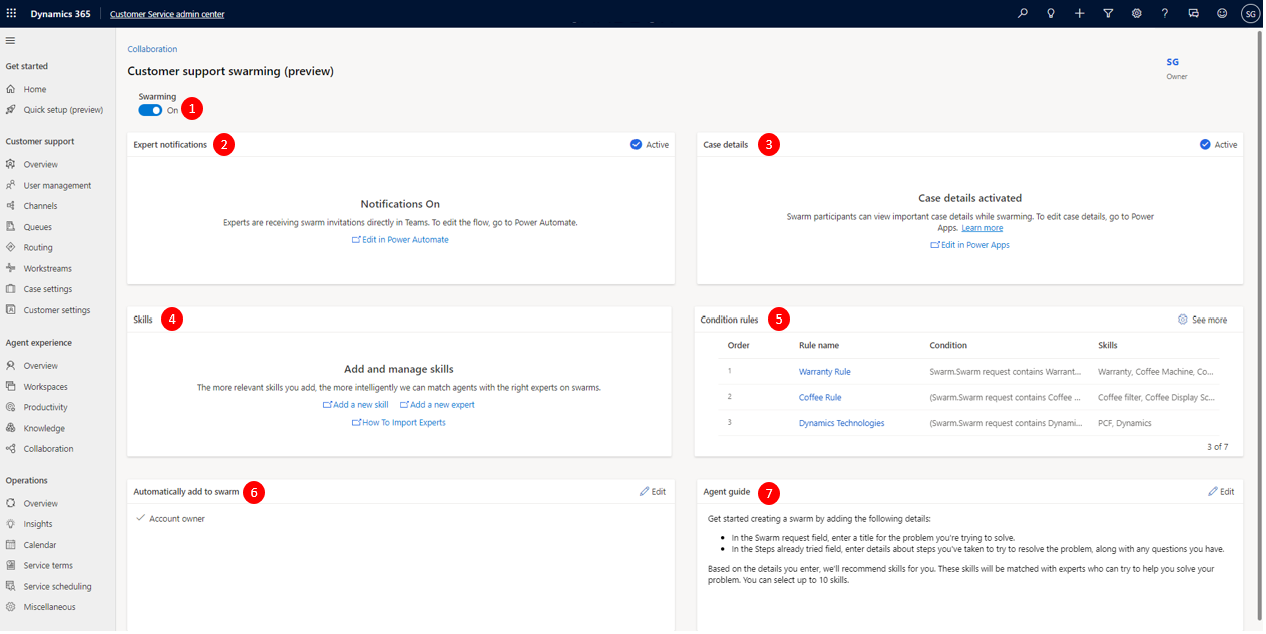 Dynamics 365
Customer Service admin center
SG
Get started
Home
Quick setup (preview)
Customer support
Overview
User management
Channels
Queues
Routing
Workstreams
Case settings
Customer settings
Agent experience
Overview
Workspaces
Productivity
Knowledge
Collaboration
Operations
Overview
Insights
Calendar
Service terms
Service scheduling
Miscellaneous
Collaboration
Customer support swarming (preview)
SG
Owner
Swarming
On 1
Expert notifications 2 Active
Notifications On
Experts are receiving swarm invitations directly in Teams. To edit the flow, go to Power Automate.
Edit in Power Automate
Case details 3 Active
Case details activated
Swarm participants can view important case details while swarming. To edit case details, go to Power
Apps. Learn more
Edit in Power Apps
Skills 4
Add and manage skills
The more relevant skills you add, the more intelligently we can match agents with the right experts on swarms.
Add a new skill Add a new expert
How To Import Experts
Condition rules 5 See more
Order Rule name Condition Skills
1 Warranty Rule Swarm.Swarm request contains Warrant... Warranty, Coffee Machine, Co...
2 Coffee Rule (Swarm.Swarm request contains Coffee ... Coffee filter, Coffee Display Sc...
3 Dynamics Technologies (Swarm.Swarm request contains Dynami... PCF, Dynamics
3 of 7
Automatically add to swarm 6 Edit
Account owner
Agent guide 7 Edit
Get started creating a swarm by adding the following details:
• In the Swarm request field, enter a title for the problem you're trying to solve.
• In the Steps already tried field, enter details about steps you've taken to try to resolve the problem, along with any questions you have.
Based on the details you enter, we'll recommend skills for you. These skills will be matched with experts who can try to help you solve your
problem. You can select up to 10 skills.